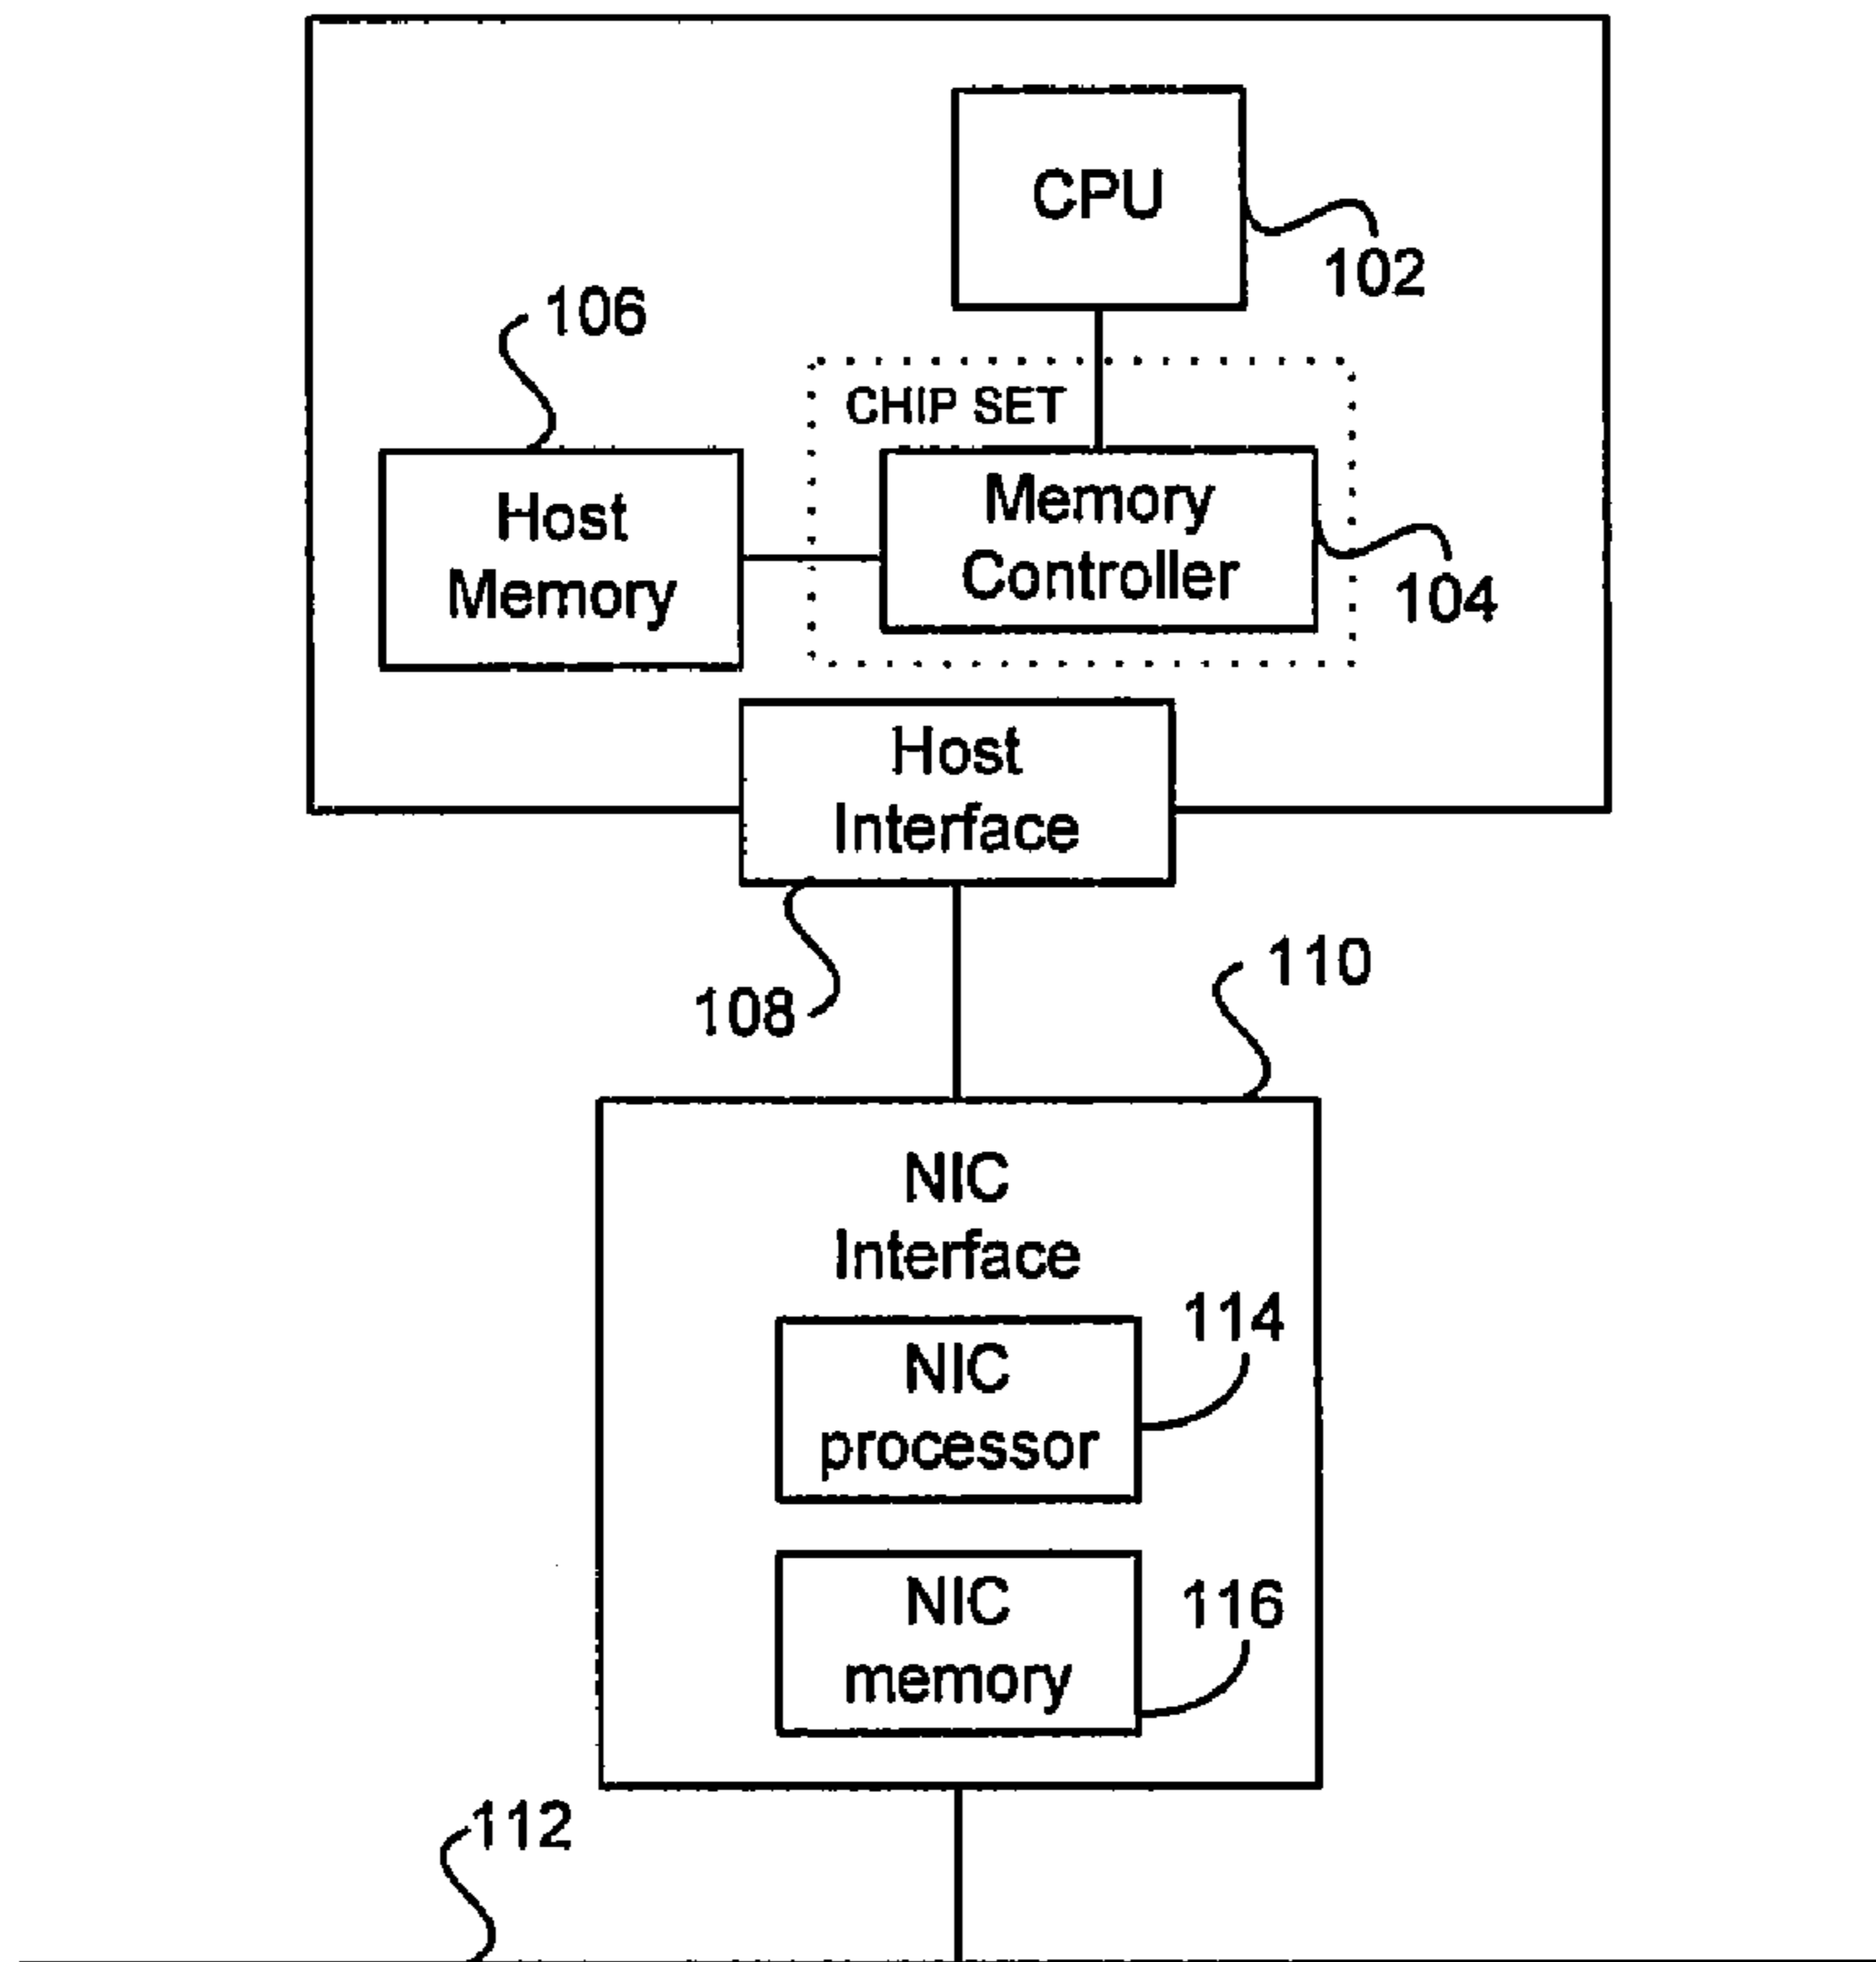 CPU
102
106
CHIP SET
Host
Memory
Memory
Controller
104
Host
Interface
108
110
NIC
Interface
114
NIC
processor
116
NIC
memory
112